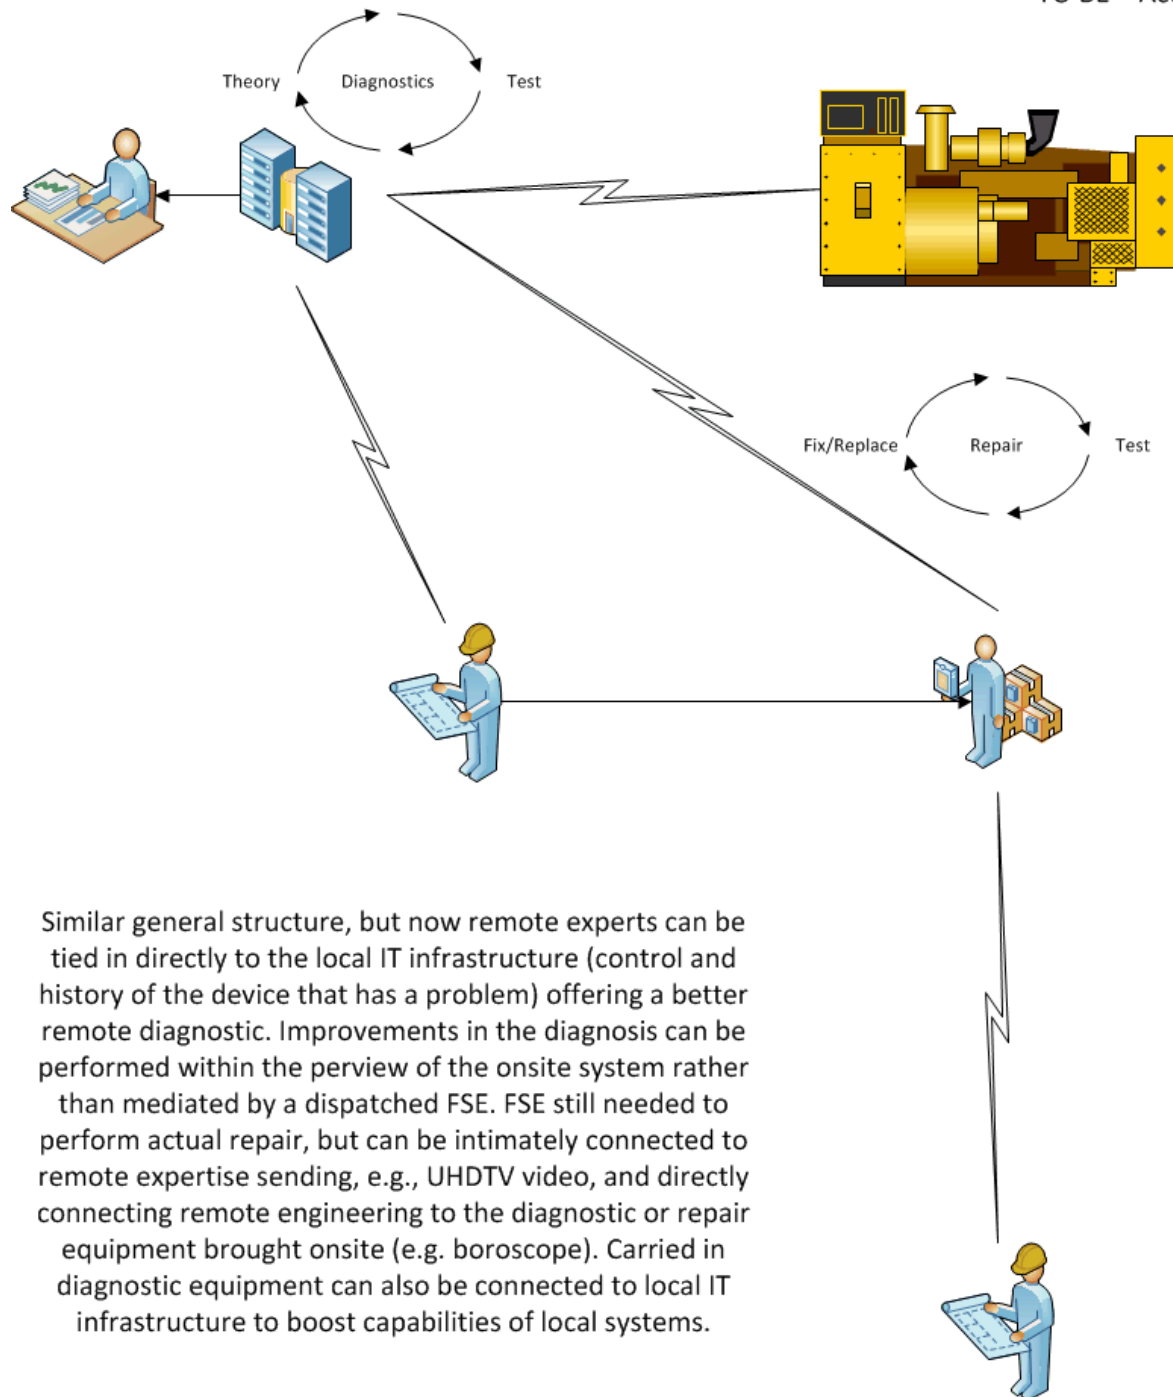 TO-BE
Theory
Diagnostics
Test
Fix/Replace
Repair
Test
Similar general structure, but now remote experts can be
tied in directly to the local IT infrastructure (control and
history of the device that has a problem) offering a better
remote diagnostic. Improvements in the diagnosis can be
performed within the perview of the onsite system rather
than mediated by a dispatched FSE. FSE still needed to
perform actual repair, but can be intimately connected to
remote expertise sending, e.g., UHDTV video, and directly
connecting remote engineering to the diagnostic or repair
equipment brought onsite (e.g. boroscope). Carried in
diagnostic equipment can also be connected to local IT
infrastructure to boost capabilities of local systems.